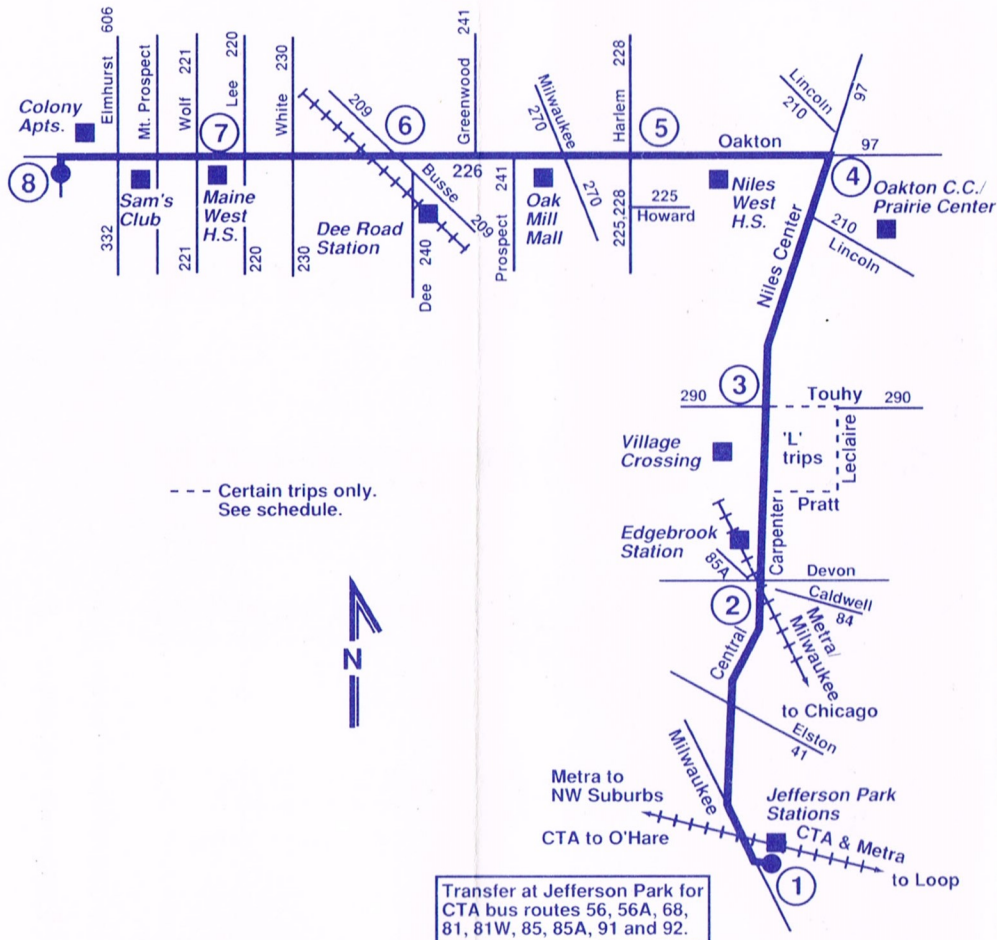 606
Elmhurst
Mt. Prospect
221
Wolf
220
Lee
230
White
241
Greenwood
228
Harlem
Colony
Apts.
7
209
6
Milwaukee
270
5
Oakton
Lincoln
210
97
97
8
Sam's
Club
Maine
West
H.S.
Dee Road
Station
Busse
209
226
241
Prospect
Oak
Mill
Mall
270
225
Howard
225,228
Niles
West
H.S.
4
Oakton C.C./
Prairie Center
210
Lincoln
332
221
220
230
240
Dee
Niles Center
3
290
Touhy
290
Village
Crossing
'L'
trips
Leclaire
Pratt
Carpenter
- - - - Certain trips only.
See schedule.
Edgebrook
Station
85A
Devon
2
Caldwell
84
Metra/
Milwaukee
Central
to Chicago
Elston
41
N
Milwaukee
Metra to
NW Suburbs
CTA to O'Hare
Jefferson Park
Stations
CTA & Metra
to Loop
1
Transfer at Jefferson Park for
CTA bus routes 56, 56A, 68,
81, 81W, 85, 85A, 91 and 92.